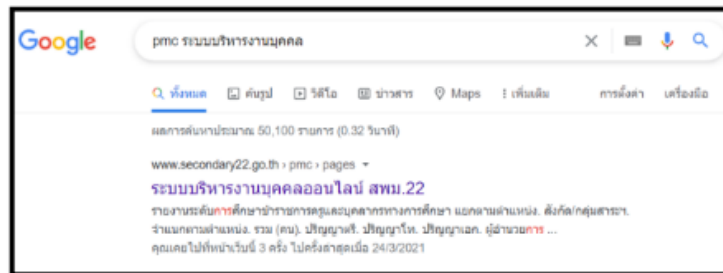 Google
pmc ระบบบริหารงานบุคคล
ทั้งหมด ค้นรูป วิดีโอ ข่าวสาร Maps เพิ่มเติม การตั้งค่า เครื่องมือ
ผลการค้นหาประมาณ 50,100 รายการ (0.32 วินาที)
www.secondary22.go.th › pmc › pages
ระบบบริหารงานบุคคลออนไลน์ สพม.22
รายงานระดับการศึกษาข้าราชการครูและบุคลากรทางการศึกษา แยกตามตำแหน่ง. สังกัด/กลุ่มสาระฯ.
จำแนกตามตำแหน่ง. รวม (คน). ปริญญาตรี. ปริญญาโท. ปริญญาเอก. ผู้อำนวยการ ...
คุณเคยไปที่หน้าเว็บนี้ 3 ครั้ง ไปครั้งล่าสุดเมื่อ 24/3/2021